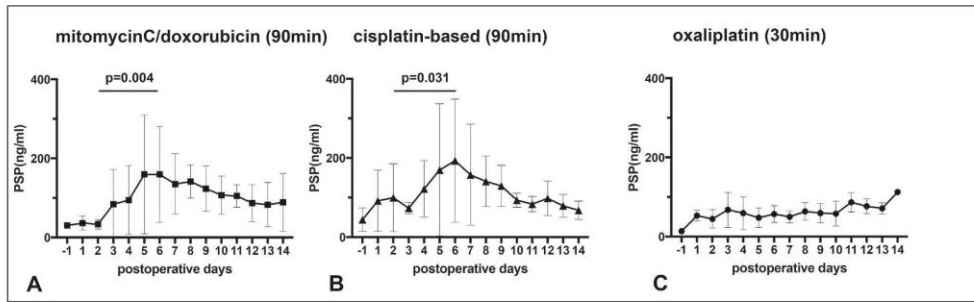 mitomycinC/doxorubicin (90min)
p=0.004
PSP(ng/ml)
400
200
0
-1 1 2 3 4 5 6 7 8 9 10 11 12 13 14
postoperative days
A
cisplatin-based (90min)
p=0.031
PSP(ng/ml)
400
200
0
-1 1 2 3 4 5 6 7 8 9 10 11 12 13 14
postoperative days
B
oxaliplatin (30min)
PSP(ng/ml)
400
200
0
-1 1 2 3 4 5 6 7 8 9 10 11 12 13 14
postoperative days
C